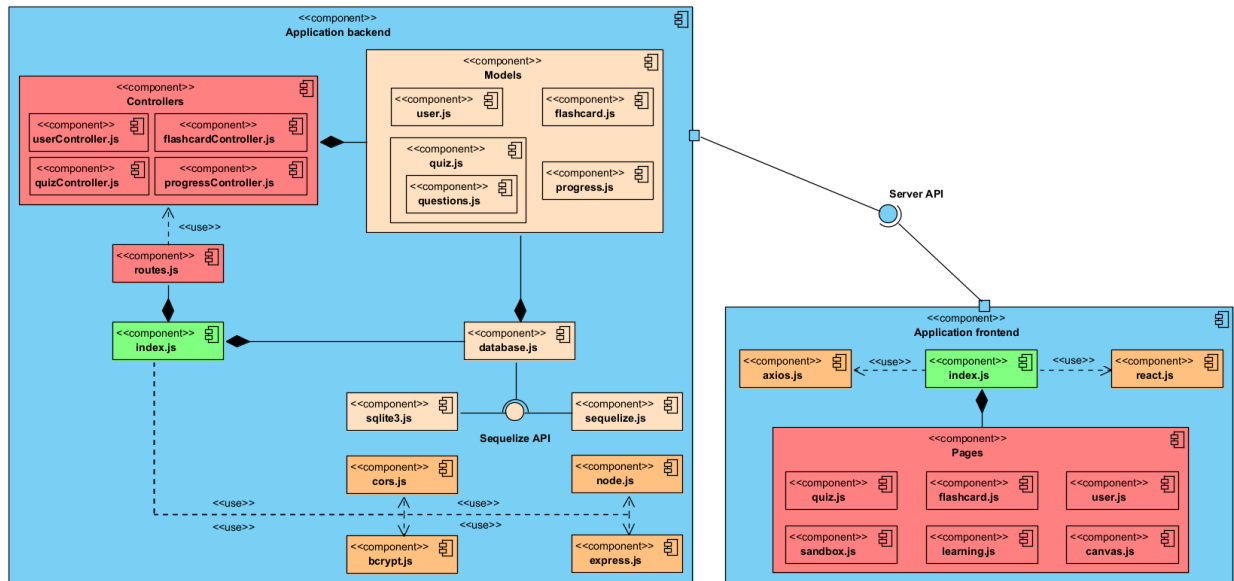 <<component>>
Application backend
<<component>>
Controllers
<<component>>
userController.js
<<component>>
flashcardController.js
<<component>>
quizController.js
<<component>>
progressController.js
<<component>>
Models
<<component>>
user.js
<<component>>
flashcard.js
<<component>>
quiz.js
<<component>>
questions.js
<<component>>
progress.js
<<use>>
<<component>>
routes.js
<<component>>
index.js
<<component>>
database.js
<<component>>
sqlite3.js
<<component>>
sequelize.js
Sequelize API
<<component>>
cors.js
<<component>>
node.js
<<use>>
<<use>>
<<use>>
<<use>>
<<component>>
bcrypt.js
<<component>>
express.js
Server API
<<component>>
Application frontend
<<component>>
axios.js
<<use>>
<<component>>
index.js
<<use>>
<<component>>
react.js
<<component>>
Pages
<<component>>
quiz.js
<<component>>
flashcard.js
<<component>>
user.js
<<component>>
sandbox.js
<<component>>
learning.js
<<component>>
canvas.js